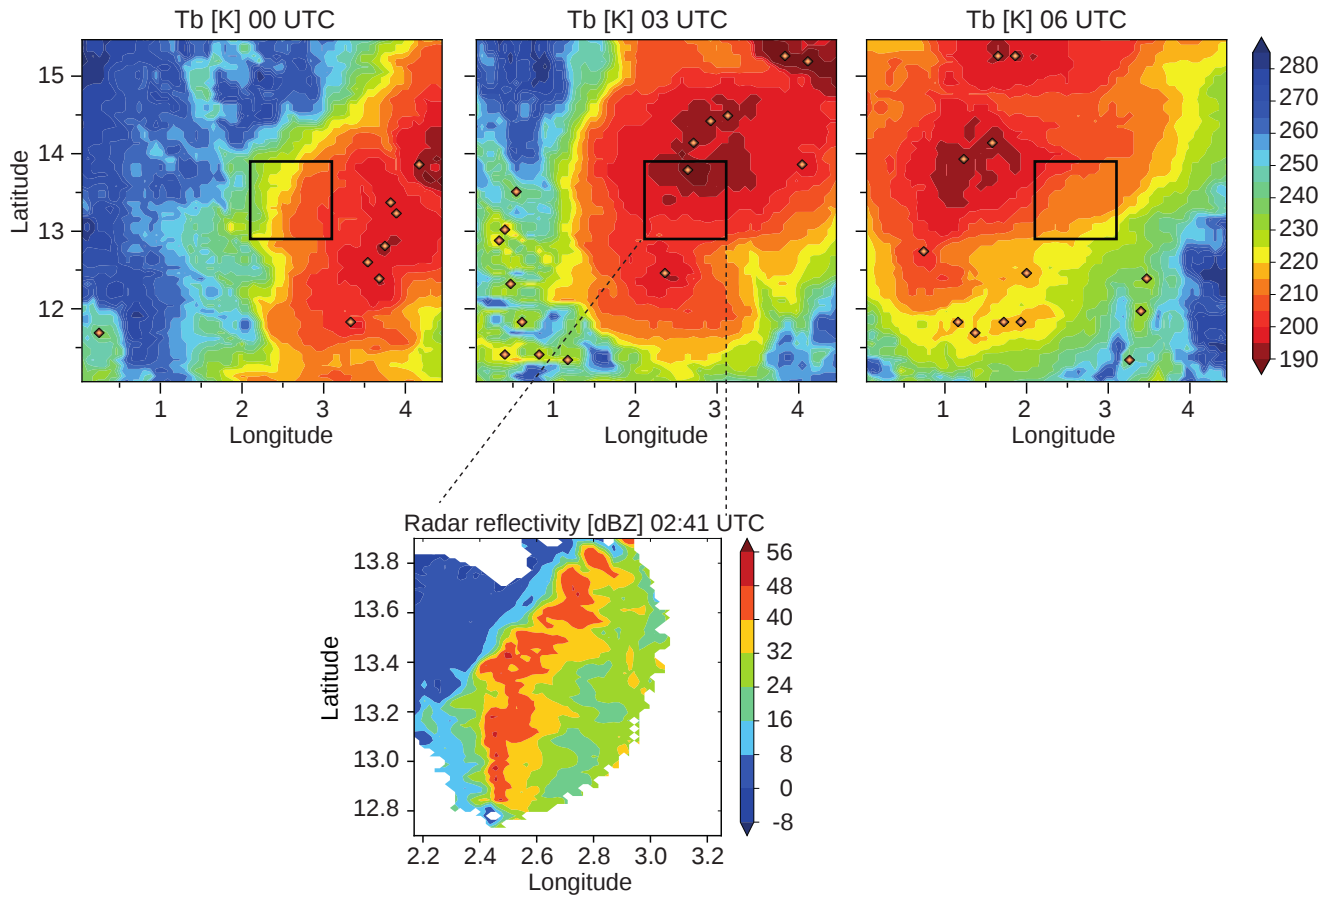 Tb [K] 00 UTC
Tb [K] 03 UTC
Tb [K] 06 UTC
Latitude
15
14
13
12
1 2 3 4
Longitude
1 2 3 4
Longitude
1 2 3 4
Longitude
280
270
260
250
240
230
220
210
200
190
Radar reflectivity [dBZ] 02:41 UTC
Latitude
13.8
13.6
13.4
13.2
13.0
12.8
2.2 2.4 2.6 2.8 3.0 3.2
Longitude
56
48
40
32
24
16
8
0
-8